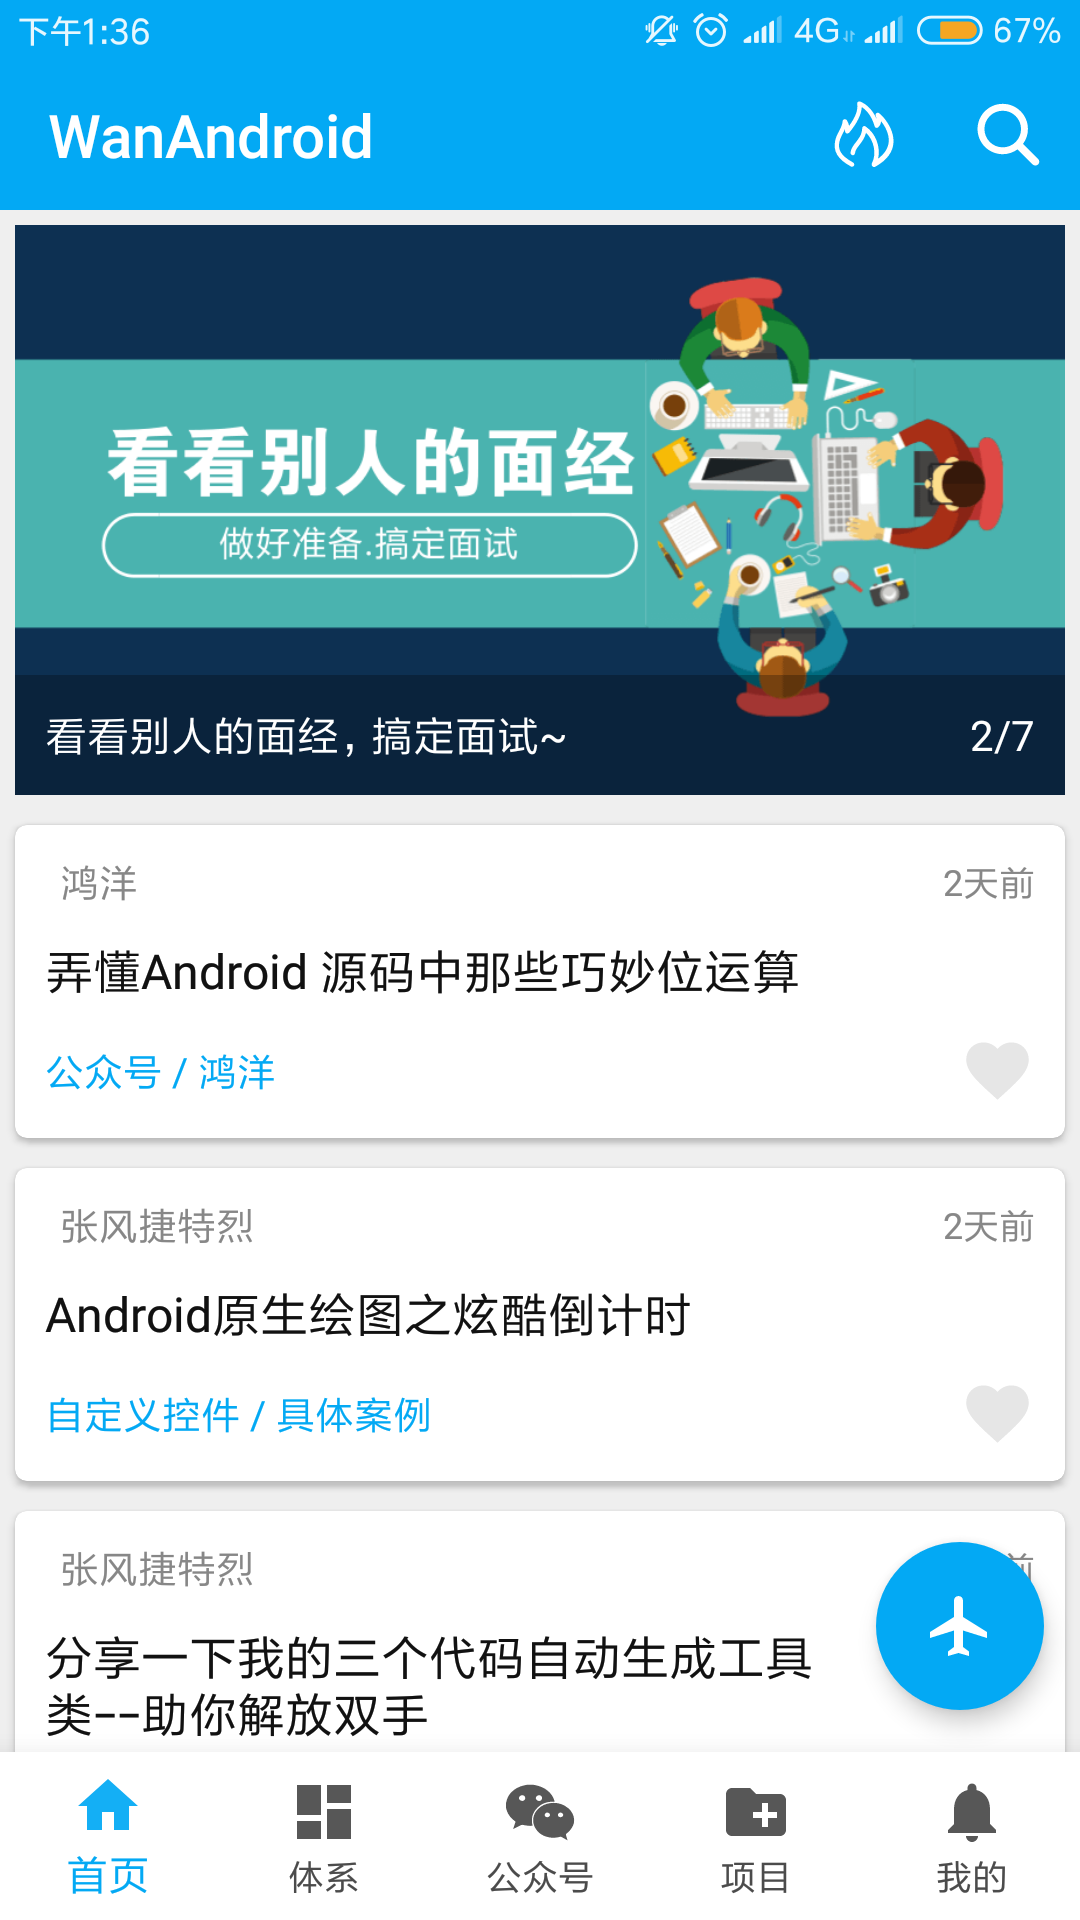 下午1:36 4G 67%
WanAndroid
看看别人的面经
做好准备.搞定面试
看看别人的面经，搞定面试~ 2/7
鸿洋 2天前
弄懂Android 源码中那些巧妙位运算
公众号 / 鸿洋
张风捷特烈 2天前
Android原生绘图之炫酷倒计时
自定义控件 / 具体案例
张风捷特烈 前
分享一下我的三个代码自动生成工具
类--助你解放双手
首页 体系 公众号 项目 我的